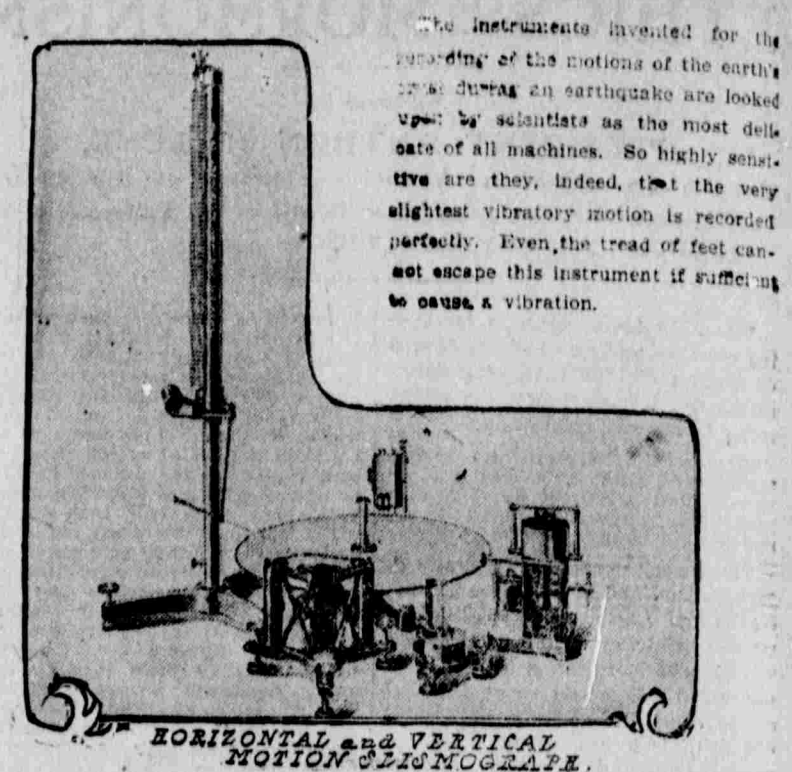 The instruments invented for the
recording of the motions of the earth's
crust during an earthquake are looked
upon by scientists as the most deli-
cate of all machines. So highly sensi-
tive are they, indeed, that the very
slightest vibratory motion is recorded
perfectly. Even the tread of feet can-
not escape this instrument if sufficient
to cause a vibration.
HORIZONTAL and VERTICAL
MOTION SEISMOGRAPH.